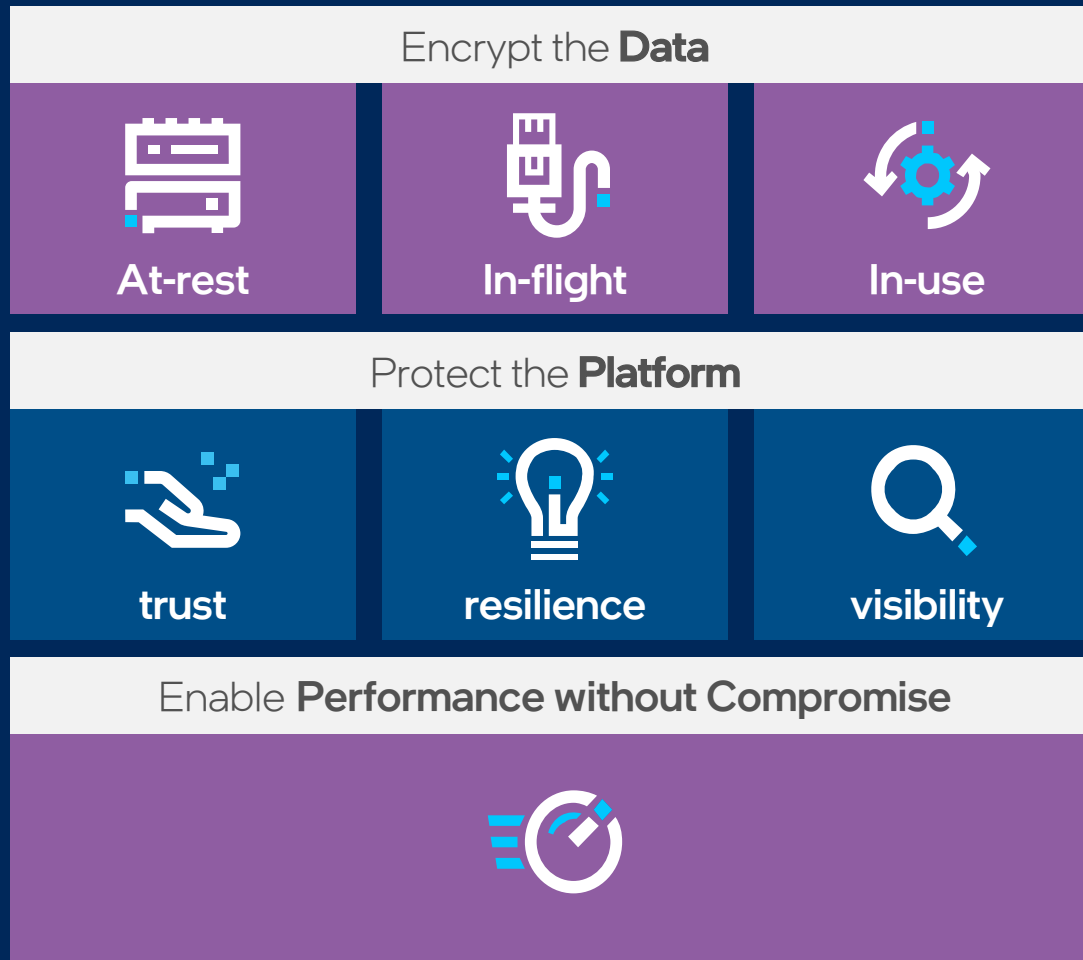 Encrypt the Data
At-rest
In-flight
In-use
Protect the Platform
trust
resilience
visibility
Enable Performance without Compromise